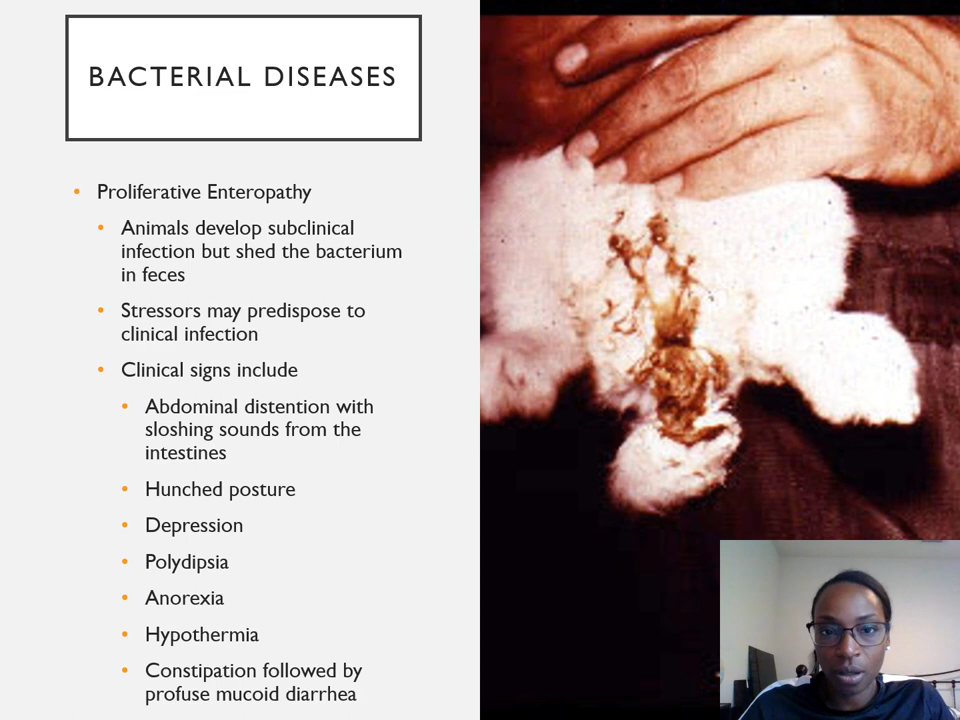 BACTERIAL DISEASES
• Proliferative Enteropathy
• Animals develop subclinical
infection but shed the bacterium
in feces
• Stressors may predispose to
clinical infection
• Clinical signs include
• Abdominal distention with
sloshing sounds from the
intestines
• Hunched posture
• Depression
• Polydipsia
• Anorexia
• Hypothermia
• Constipation followed by
profuse mucoid diarrhea